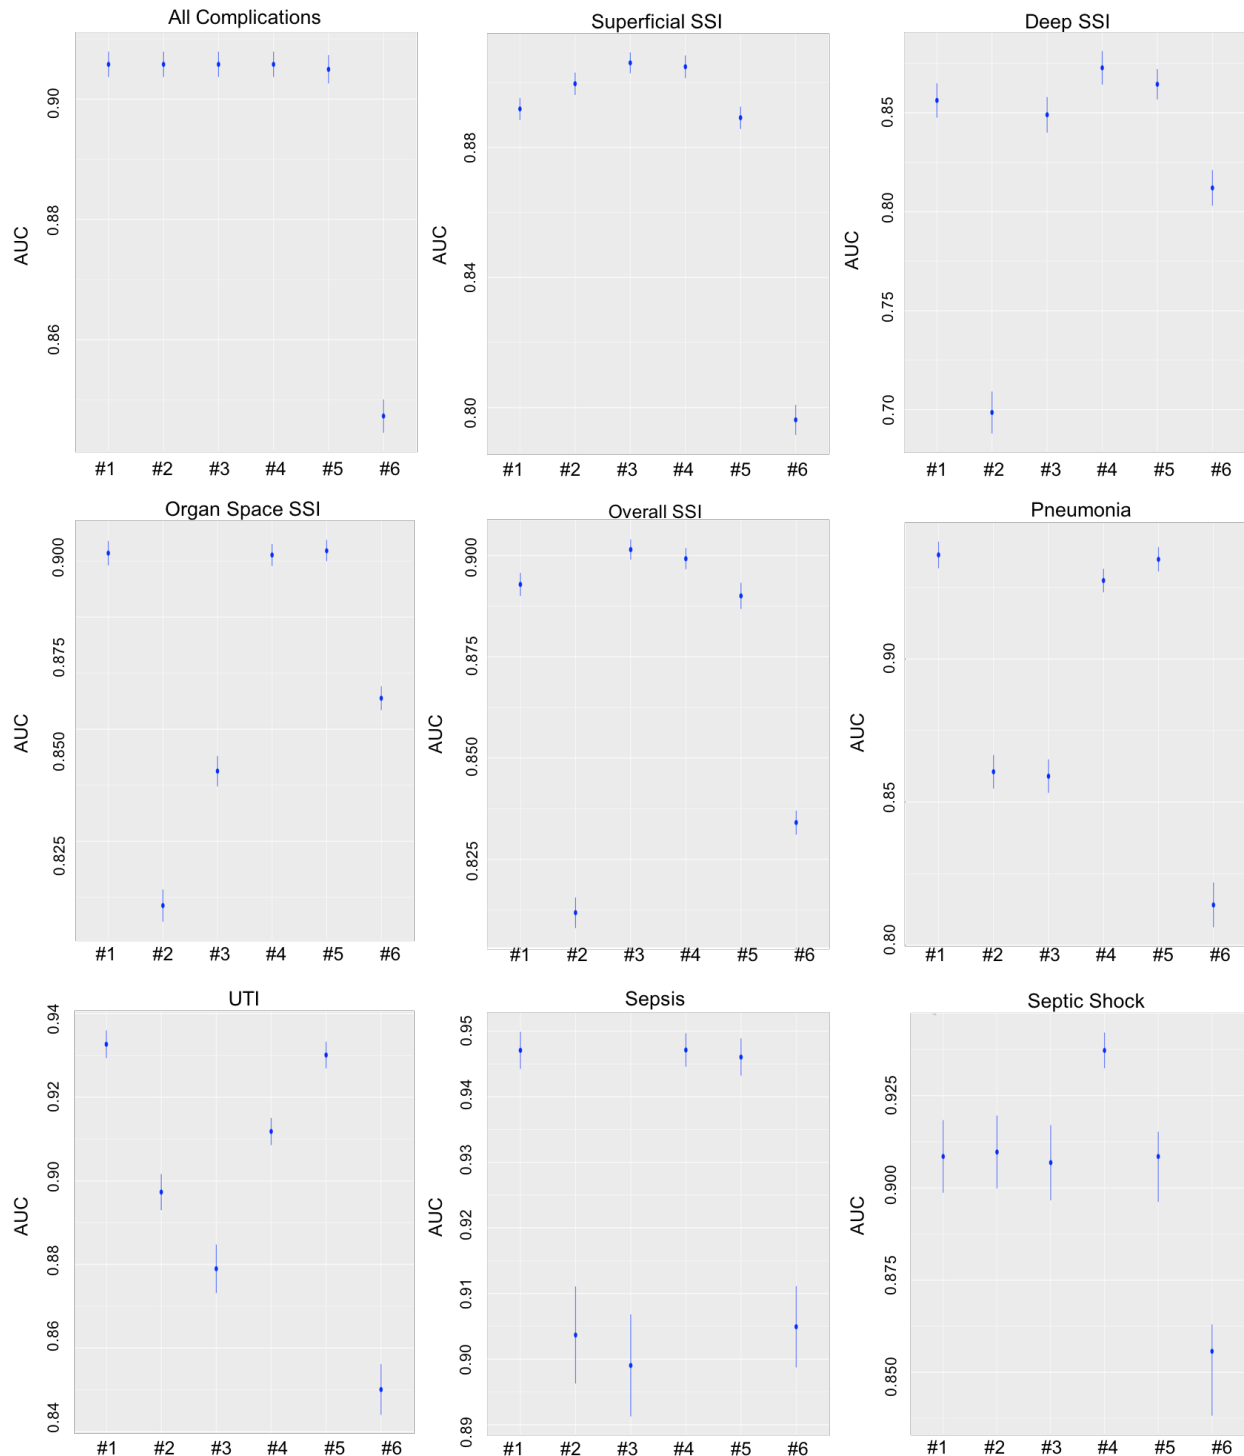 All Complications
Superficial SSI
Deep SSI
AUC
0.90
0.88
0.86
AUC
0.88
0.84
0.80
AUC
0.85
0.80
0.75
0.70
#1 #2 #3 #4 #5 #6
#1 #2 #3 #4 #5 #6
#1 #2 #3 #4 #5 #6
Organ Space SSI
Overall SSI
Pneumonia
AUC
0.900
0.875
0.850
0.825
AUC
0.900
0.875
0.850
0.825
AUC
0.90
0.85
0.80
#1 #2 #3 #4 #5 #6
#1 #2 #3 #4 #5 #6
#1 #2 #3 #4 #5 #6
UTI
Sepsis
Septic Shock
AUC
0.94
0.92
0.90
0.88
0.86
0.84
AUC
0.95
0.94
0.93
0.92
0.91
0.90
0.89
AUC
0.925
0.900
0.875
0.850
#1 #2 #3 #4 #5 #6
#1 #2 #3 #4 #5 #6
#1 #2 #3 #4 #5 #6